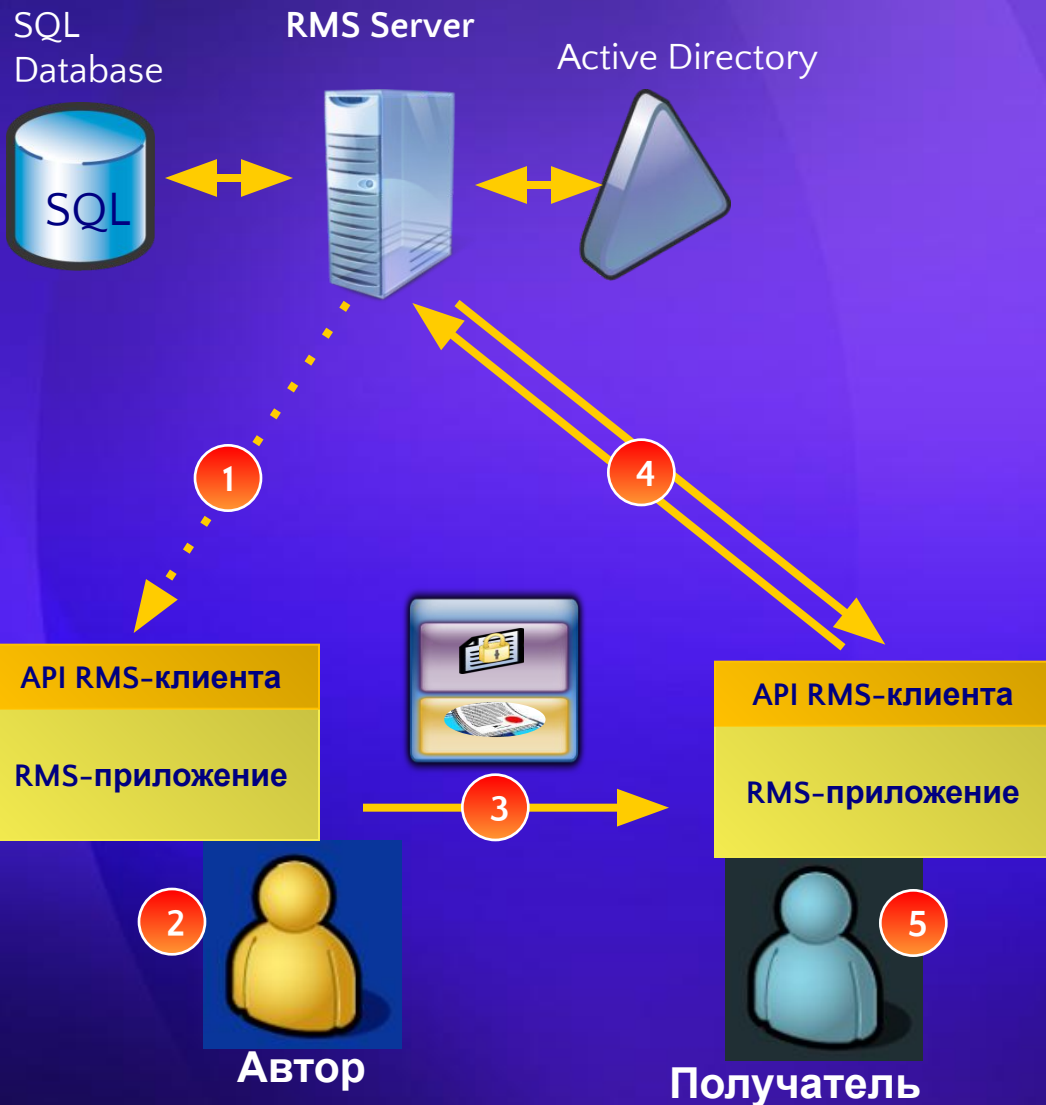 SQL
Database
RMS Server
Active Directory
SQL
1
4
API RMS-клиента
RMS-приложение
API RMS-клиента
RMS-приложение
3
2
5
Автор
Получатель